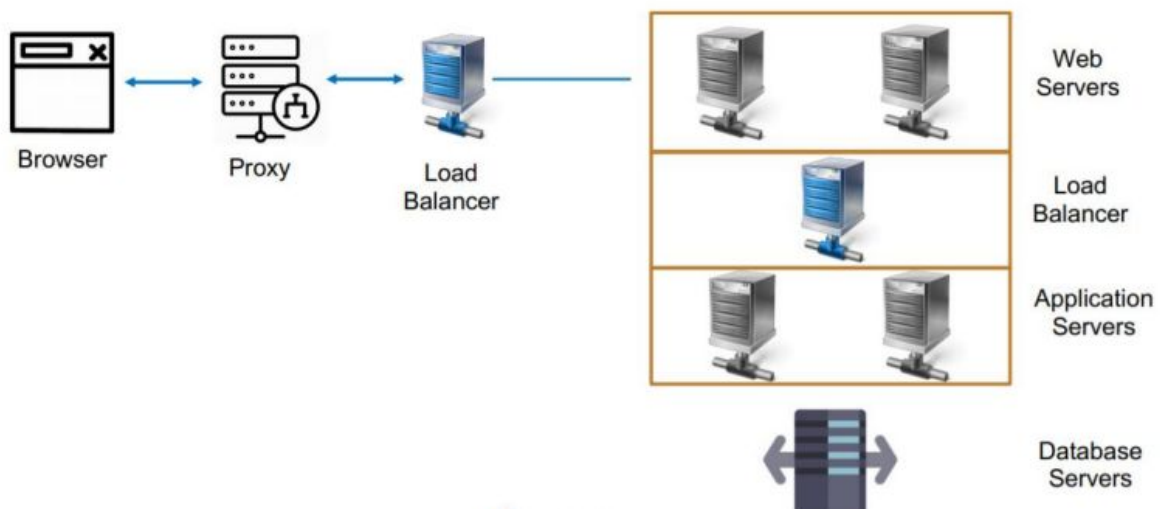 Browser
Proxy
Load
Balancer
Web
Servers
Load
Balancer
Application
Servers
Database
Servers